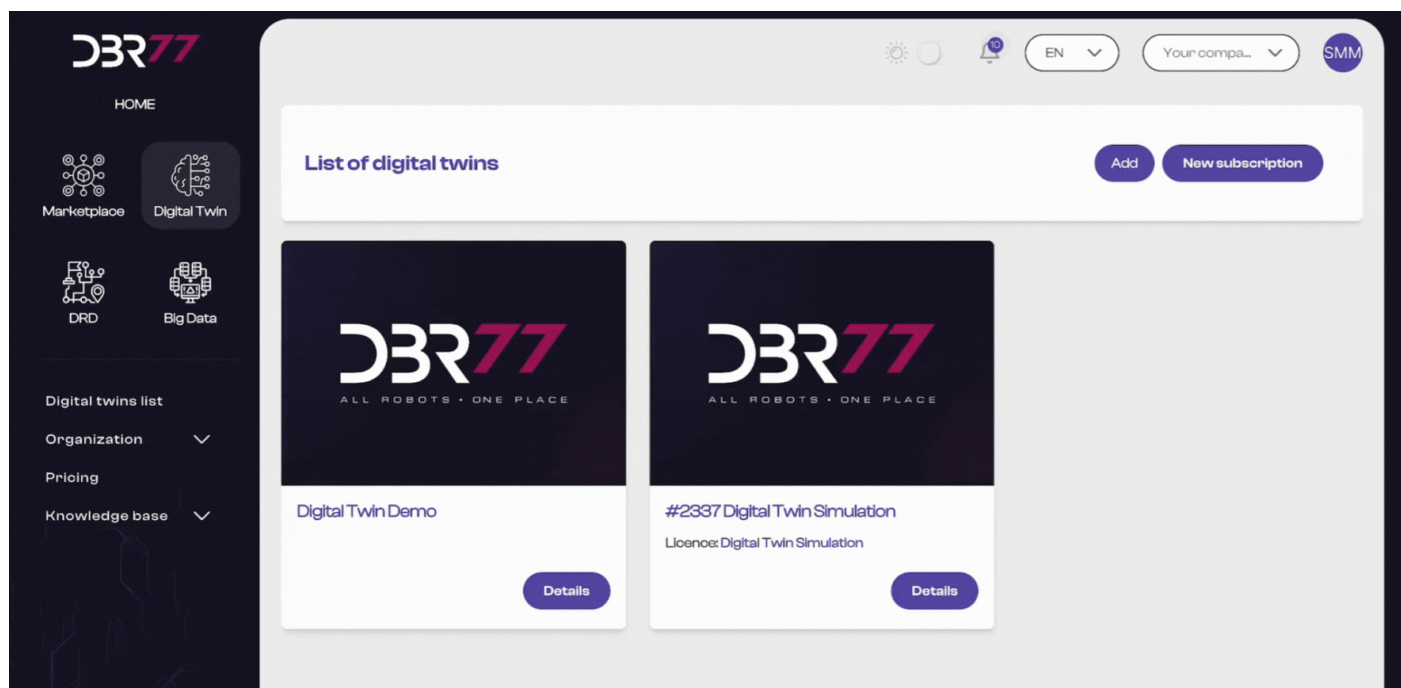 DBR77
HOME
Marketplace
Digital Twin
DRD
Big Data
Digital twins list
Organization
Pricing
Knowledge base
10
EN
Your compa...
SMM
List of digital twins
Add
New subscription
DBR77
ALL ROBOTS · ONE PLACE
Digital Twin Demo
Details
DBR77
ALL ROBOTS · ONE PLACE
#2337 Digital Twin Simulation
Licence: Digital Twin Simulation
Details